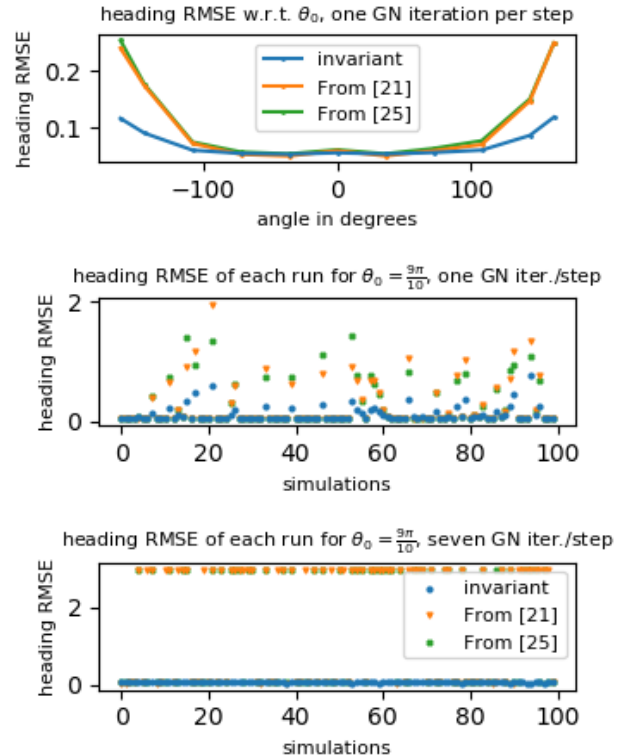 heading RMSE w.r.t. θ₀, one GN iteration per step
heading RMSE
0.2
0.1
invariant
From [21]
From [25]
−100 0 100
angle in degrees
heading RMSE of each run for θ₀ = 9π/10, one GN iter./step
heading RMSE
2
0
0 20 40 60 80 100
simulations
heading RMSE of each run for θ₀ = 9π/10, seven GN iter./step
heading RMSE
2
0
invariant
From [21]
From [25]
0 20 40 60 80 100
simulations